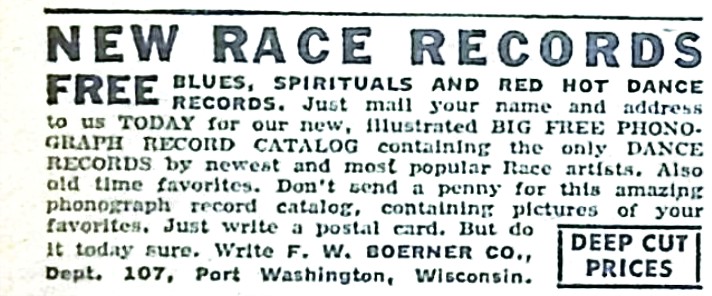 NEW RACE RECORDS
FREE BLUES, SPIRITUALS AND RED HOT DANCE
RECORDS. Just mail your name and address
to us TODAY for our new, illustrated BIG FREE PHONO-
GRAPH RECORD CATALOG containing the only DANCE
RECORDS by newest and most popular Race artists. Also
old time favorites. Don't send a penny for this amazing
phonograph record catalog, containing pictures of your
favorites. Just write a postal card. But do
it today sure. Write F. W. BOERNER CO.,
Dept. 107, Port Washington, Wisconsin.
DEEP CUT
PRICES